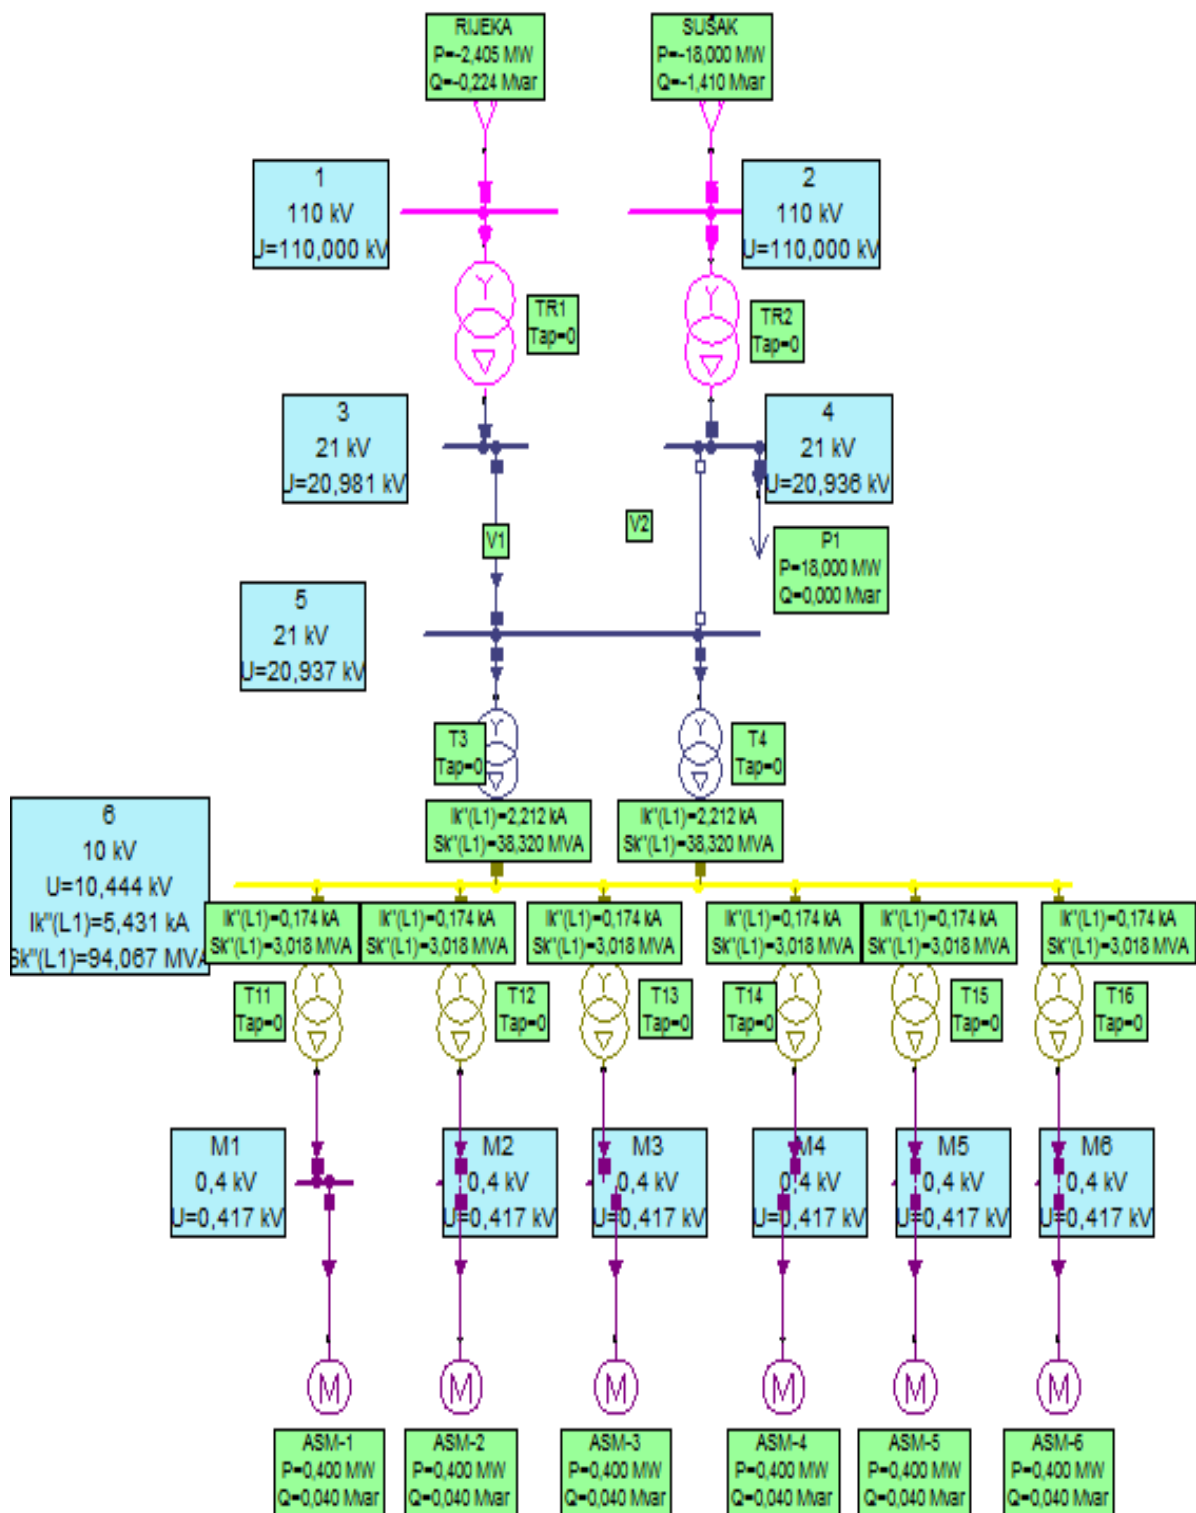 RIJEKA
P=-2,405 MW
Q=-0,224 Mvar
SUŠAK
P=-18,000 MW
Q=-1,410 Mvar
1
110 kV
U=110,000 kV
2
110 kV
U=110,000 kV
TR1
Tap=0
TR2
Tap=0
3
21 kV
U=20,981 kV
4
21 kV
U=20,936 kV
V1
V2
P1
P=18,000 MW
Q=0,000 Mvar
5
21 kV
U=20,937 kV
T3
Tap=0
T4
Tap=0
6
10 kV
U=10,444 kV
Ik"(L1)=5,431 kA
Sk"(L1)=94,067 MVA
Ik"(L1)=2,212 kA
Sk"(L1)=38,320 MVA
Ik"(L1)=2,212 kA
Sk"(L1)=38,320 MVA
Ik"(L1)=0,174 kA
Sk"(L1)=3,018 MVA
Ik"(L1)=0,174 kA
Sk"(L1)=3,018 MVA
Ik"(L1)=0,174 kA
Sk"(L1)=3,018 MVA
Ik"(L1)=0,174 kA
Sk"(L1)=3,018 MVA
Ik"(L1)=0,174 kA
Sk"(L1)=3,018 MVA
Ik"(L1)=0,174 kA
Sk"(L1)=3,018 MVA
T11
Tap=0
T12
Tap=0
T13
Tap=0
T14
Tap=0
T15
Tap=0
T16
Tap=0
M1
0,4 kV
U=0,417 kV
M2
0,4 kV
U=0,417 kV
M3
0,4 kV
U=0,417 kV
M4
0,4 kV
U=0,417 kV
M5
0,4 kV
U=0,417 kV
M6
0,4 kV
U=0,417 kV
M
M
M
M
M
M
ASM-1
P=0,400 MW
Q=0,040 Mvar
ASM-2
P=0,400 MW
Q=0,040 Mvar
ASM-3
P=0,400 MW
Q=0,040 Mvar
ASM-4
P=0,400 MW
Q=0,040 Mvar
ASM-5
P=0,400 MW
Q=0,040 Mvar
ASM-6
P=0,400 MW
Q=0,040 Mvar